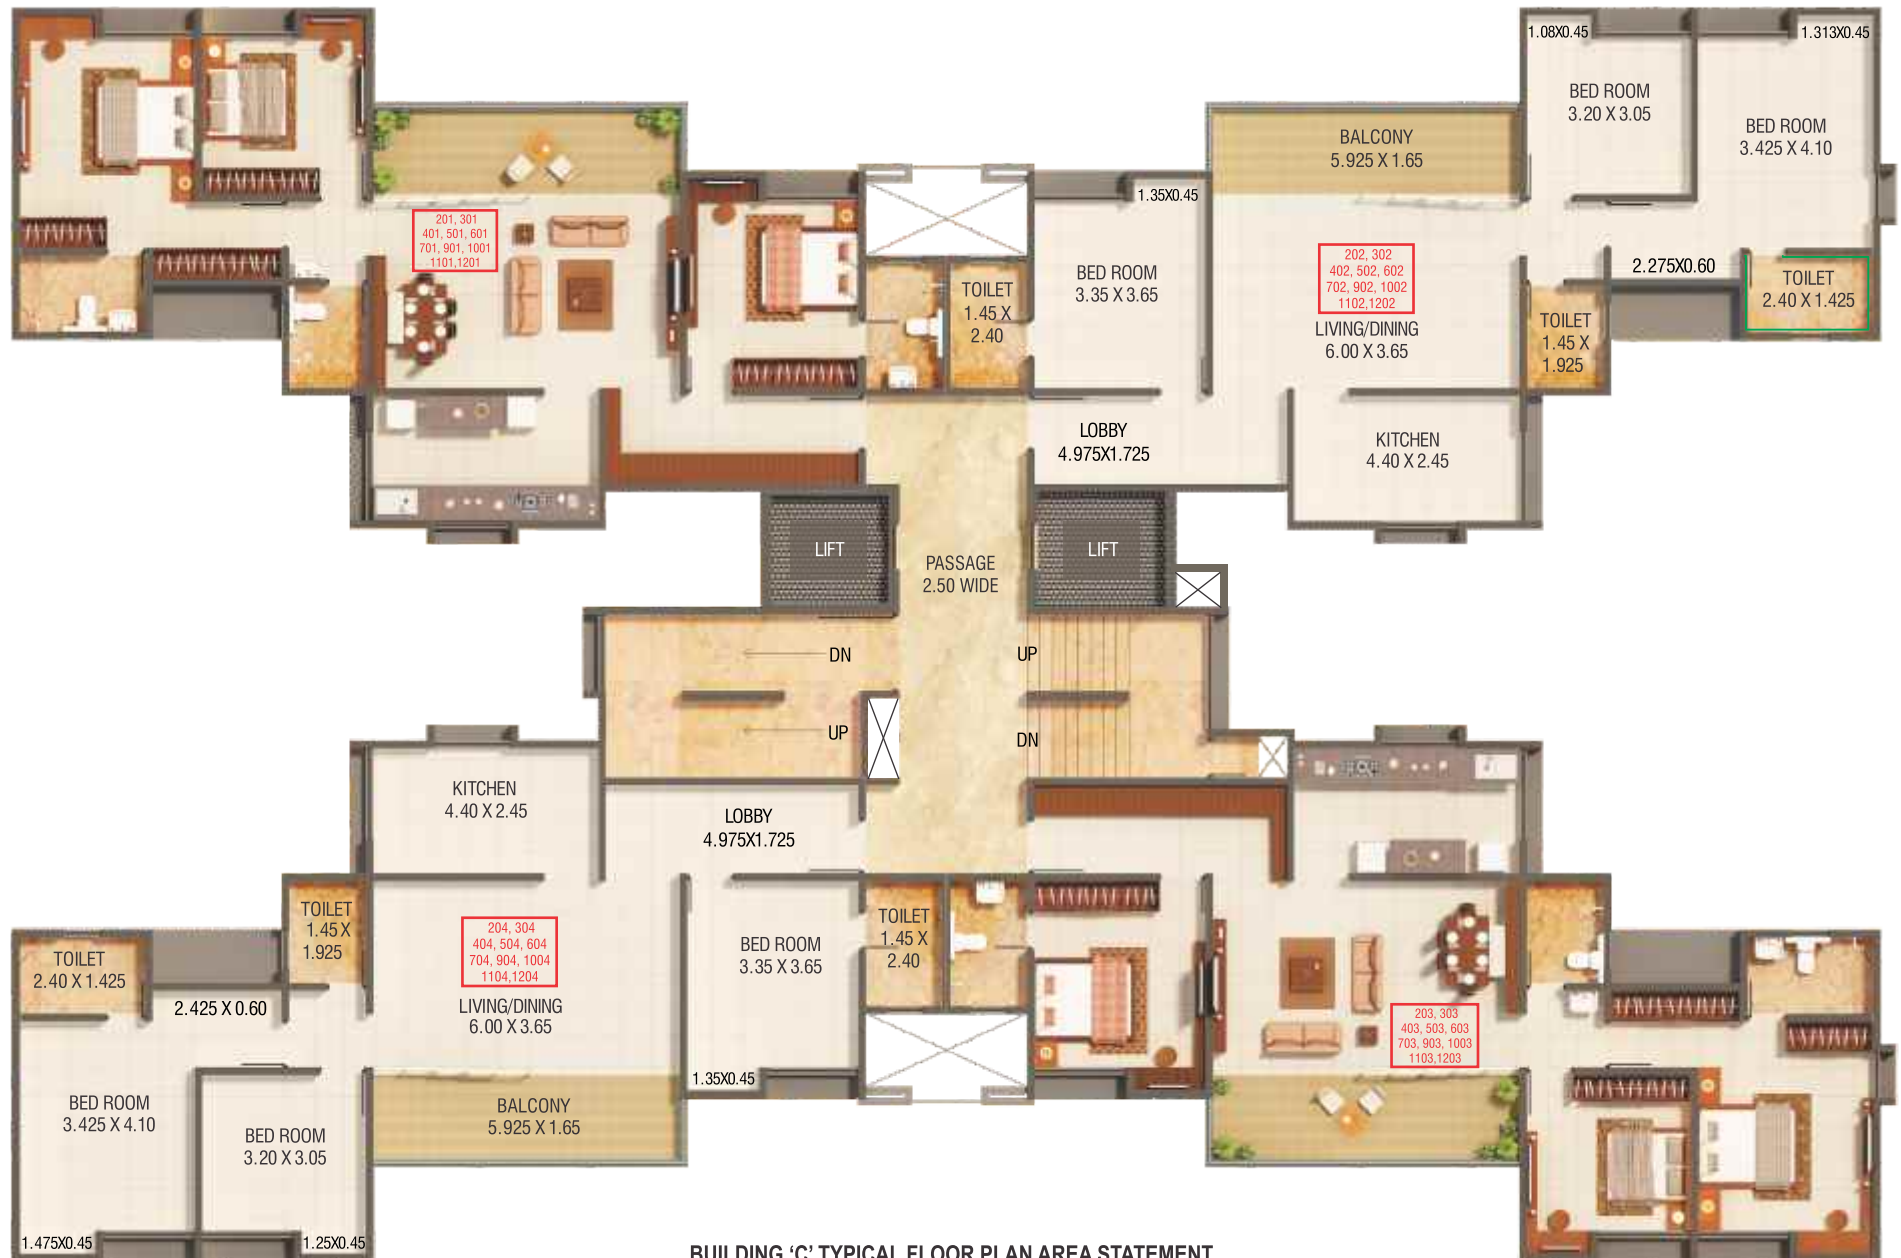 1.08X0.45
1.313X0.45
BED ROOM
3.20 X 3.05
BED ROOM
3.425 X 4.10
BALCONY
5.925 X 1.65
1.35X0.45
201, 301
401, 501, 601
701, 901, 1001
1101,1201
BED ROOM
3.35 X 3.65
TOILET
1.45 X
2.40
202, 302
402, 502, 602
702, 902, 1002
1102,1202
LIVING/DINING
6.00 X 3.65
2.275X0.60
TOILET
2.40 X 1.425
TOILET
1.45 X
1.925
LOBBY
4.975X1.725
KITCHEN
4.40 X 2.45
LIFT
LIFT
PASSAGE
2.50 WIDE
DN
UP
UP
DN
KITCHEN
4.40 X 2.45
LOBBY
4.975X1.725
TOILET
1.45 X
1.925
TOILET
2.40 X 1.425
2.425 X 0.60
204, 304
404, 504, 604
704, 904, 1004
1104,1204
LIVING/DINING
6.00 X 3.65
BED ROOM
3.35 X 3.65
TOILET
1.45 X
2.40
203, 303
403, 503, 603
703, 903, 1003
1103,1203
1.35X0.45
BED ROOM
3.425 X 4.10
BED ROOM
3.20 X 3.05
BALCONY
5.925 X 1.65
1.475X0.45
1.25X0.45
BUILDING ‘C’ TYPICAL FLOOR PLAN AREA STATEMENT